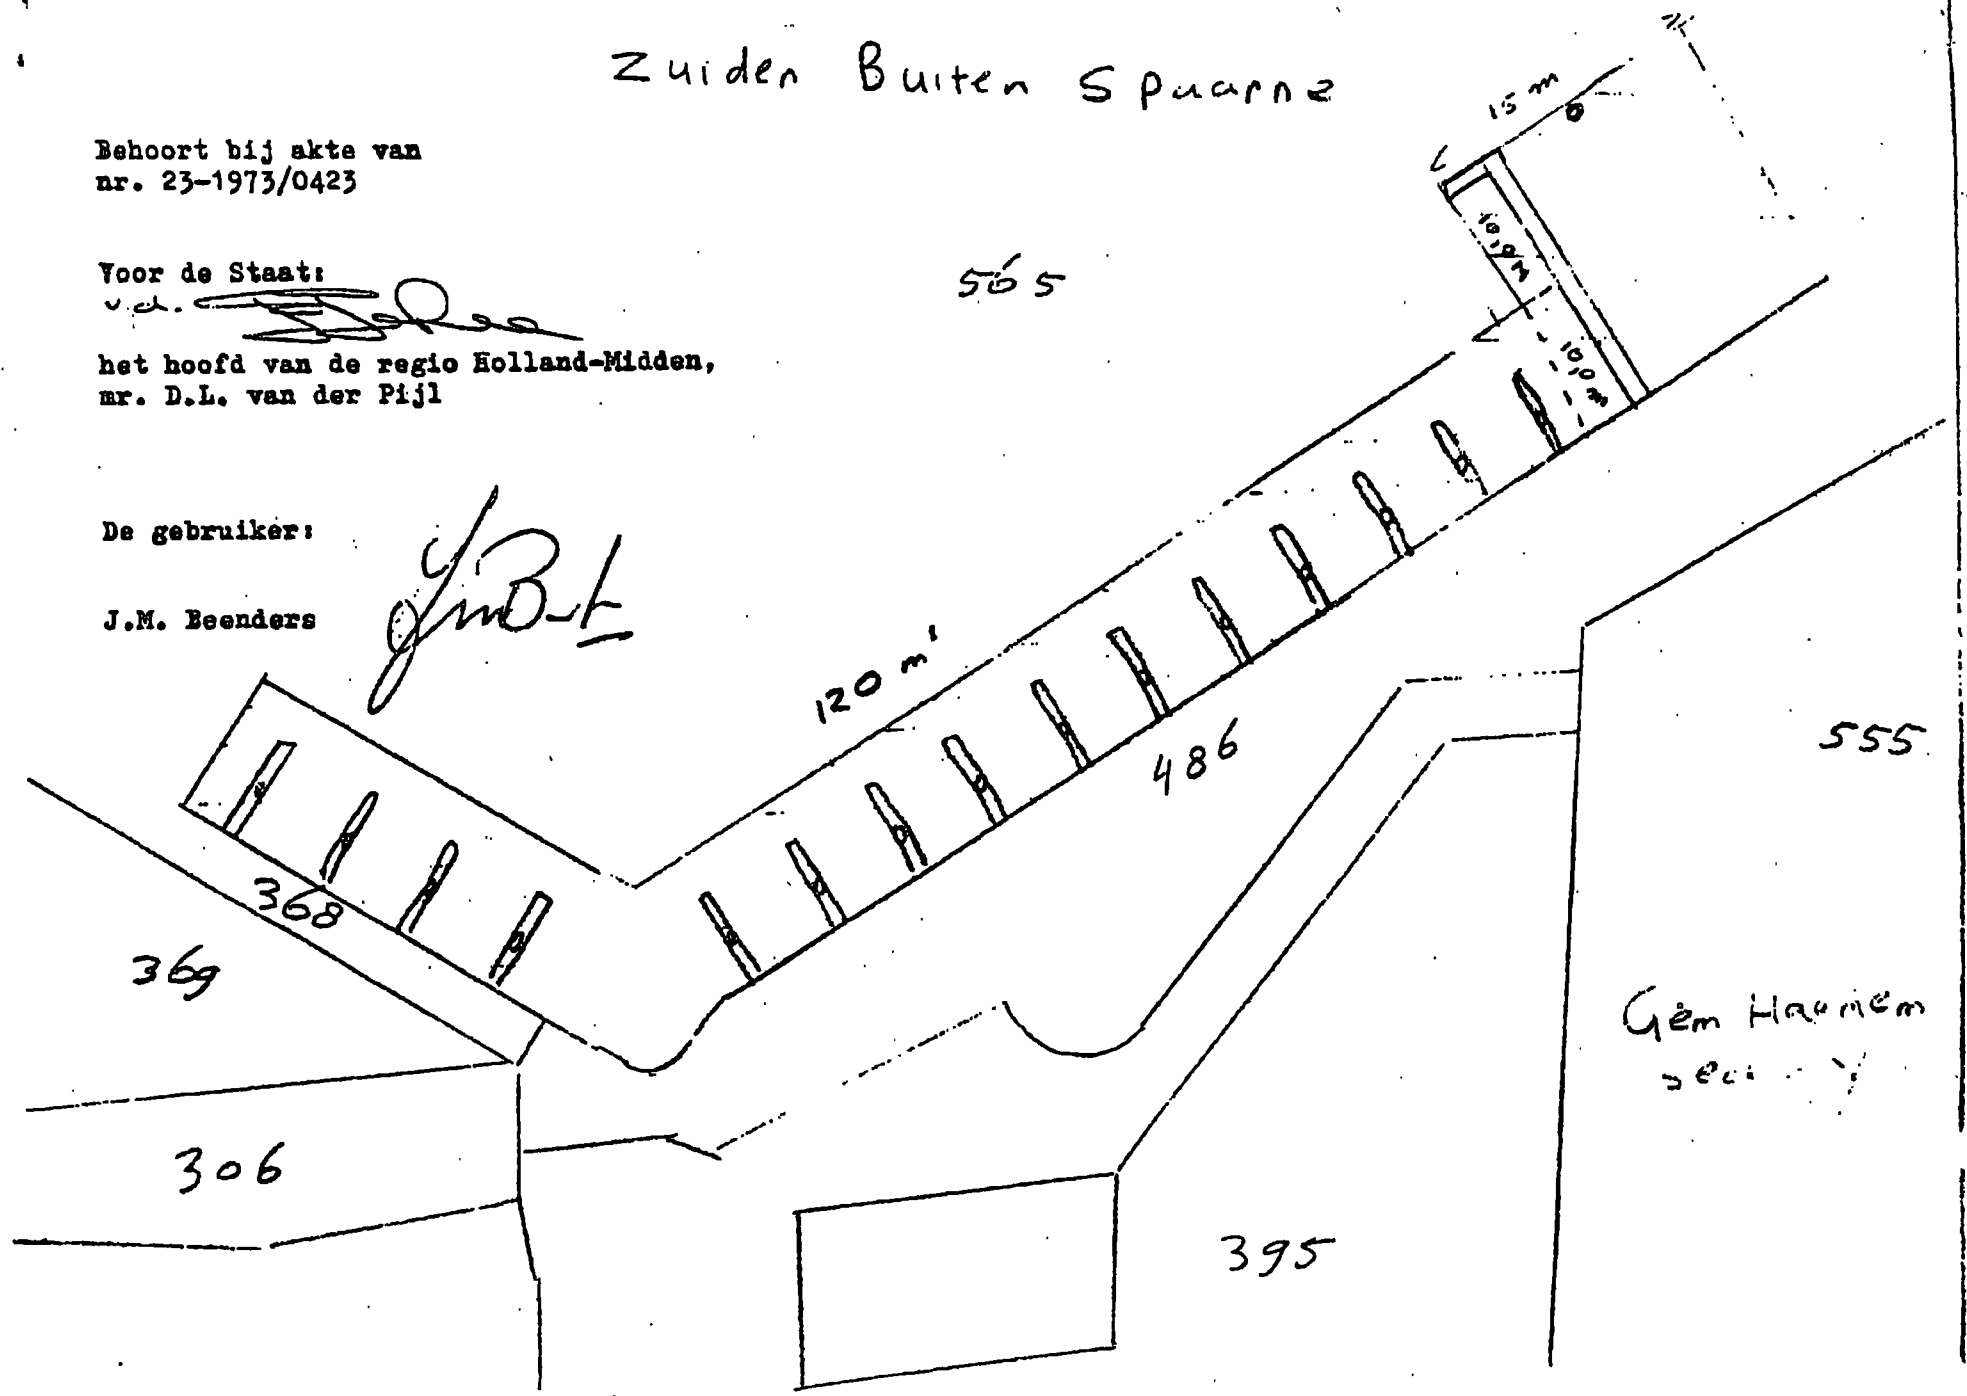 Zuiden Buiten Spaarne
15 m
Behoort bij akte van
nr. 23-1973/0423
10,0 M
Voor de Staat:
v.d.
565
het hoofd van de regio Holland-Midden,
mr. D.L. van der Pijl
10,0 m
De gebruiker:
J.M. Beenders
120 m'
486
555
368
369
Gem Haarlem
306
395